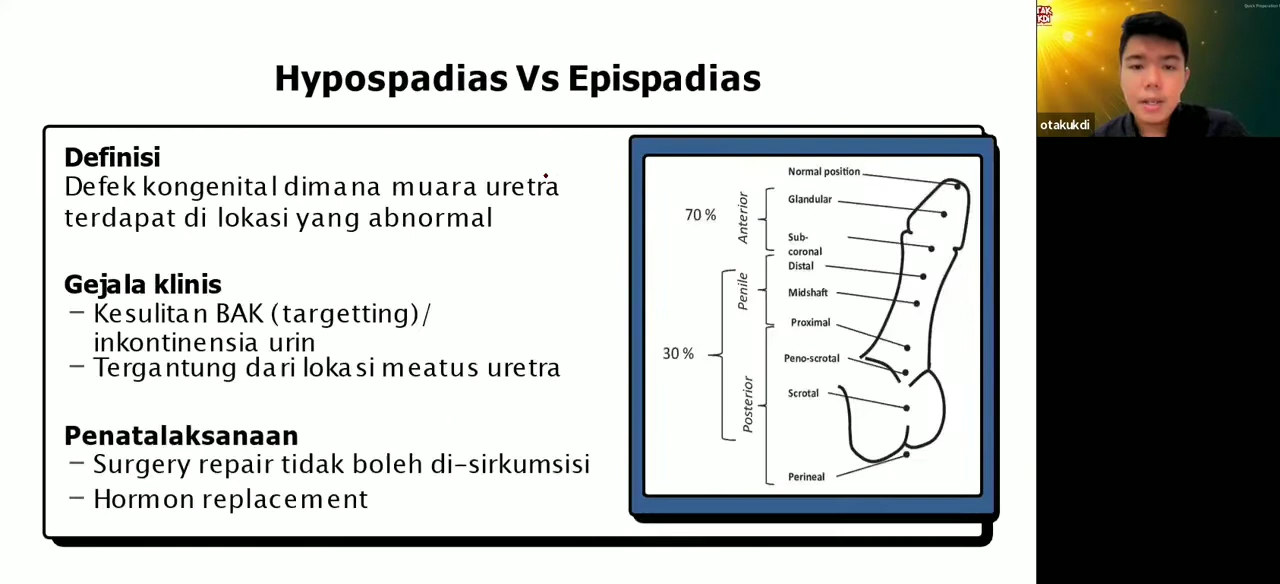 Hypospadias Vs Epispadias
Definisi
Defek kongenital dimana muara uretra
terdapat di lokasi yang abnormal
Gejala klinis
– Kesulitan BAK (targetting)/
inkontinensia urin
– Tergantung dari lokasi meatus uretra
Penatalaksanaan
– Surgery repair tidak boleh di-sirkumsisi
– Hormon replacement
Normal position
70 %
Anterior
Glandular
Sub-
coronal
Distal
Penile
Midshaft
Proximal
30 %
Peno-scrotal
Posterior
Scrotal
Perineal
otakukdi